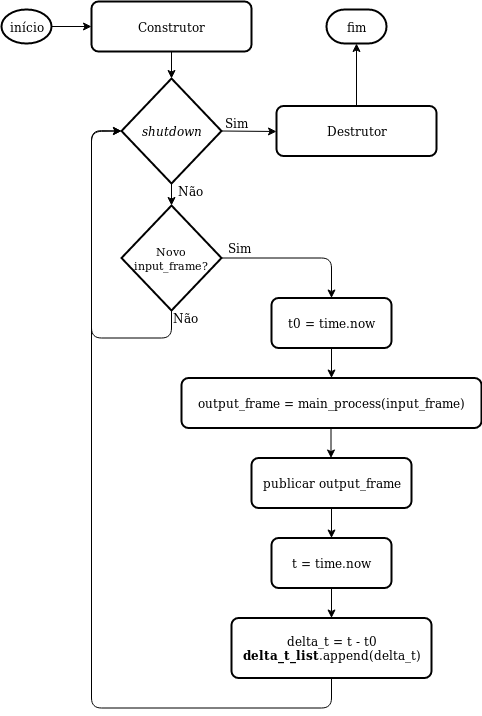 início
Construtor
fim
shutdown
Sim
Destrutor
Não
Novo
input_frame?
Sim
Não
t0 = time.now
output_frame = main_process(input_frame)
publicar output_frame
t = time.now
delta_t = t - t0
delta_t_list.append(delta_t)